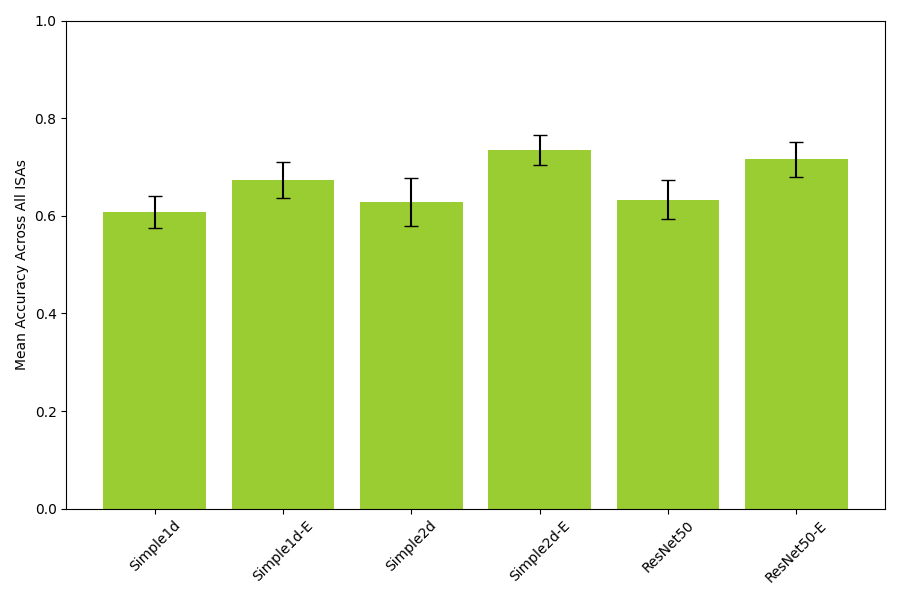 Mean Accuracy Across All ISAs
1.0
0.8
0.6
0.4
0.2
0.0
Simple1d
Simple1d-E
Simple2d
Simple2d-E
ResNet50
ResNet50-E